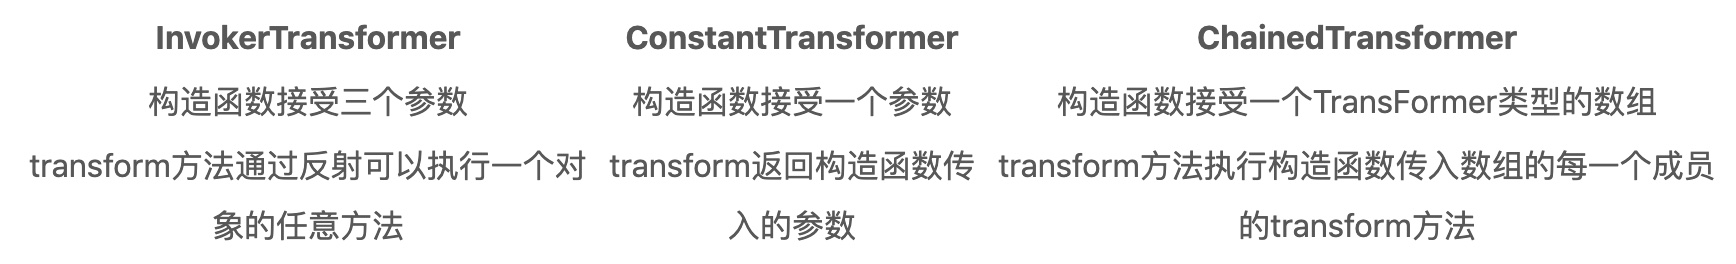 InvokerTransformer ConstantTransformer ChainedTransformer
构造函数接受三个参数 构造函数接受一个参数 构造函数接受一个TransFormer类型的数组
transform方法通过反射可以执行一个对 transform返回构造函数传 transform方法执行构造函数传入数组的每一个成员
象的任意方法 入的参数 的transform方法